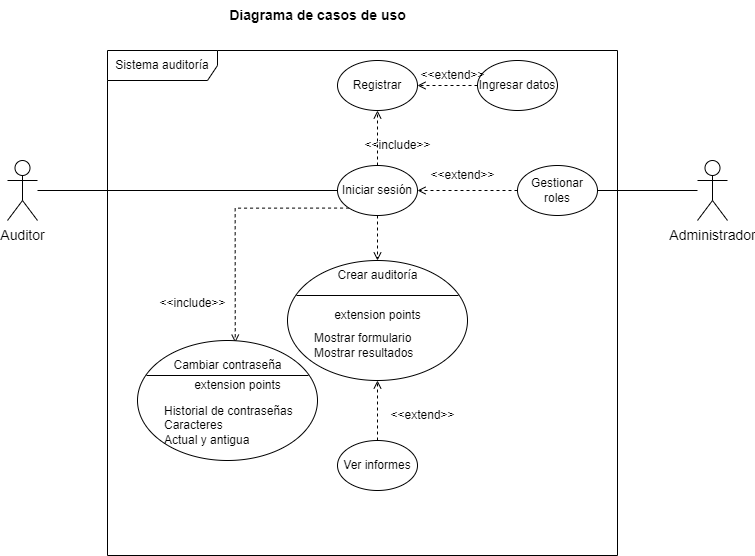 Diagrama de casos de uso
Sistema auditoría
Registrar
<<extend>>
Ingresar datos
<<include>>
Iniciar sesión
<<extend>>
Gestionar
roles
Auditor
Administrador
Crear auditoría
extension points
Mostrar formulario
Mostrar resultados
<<include>>
Cambiar contraseña
extension points
Historial de contraseñas
Caracteres
Actual y antigua
<<extend>>
Ver informes